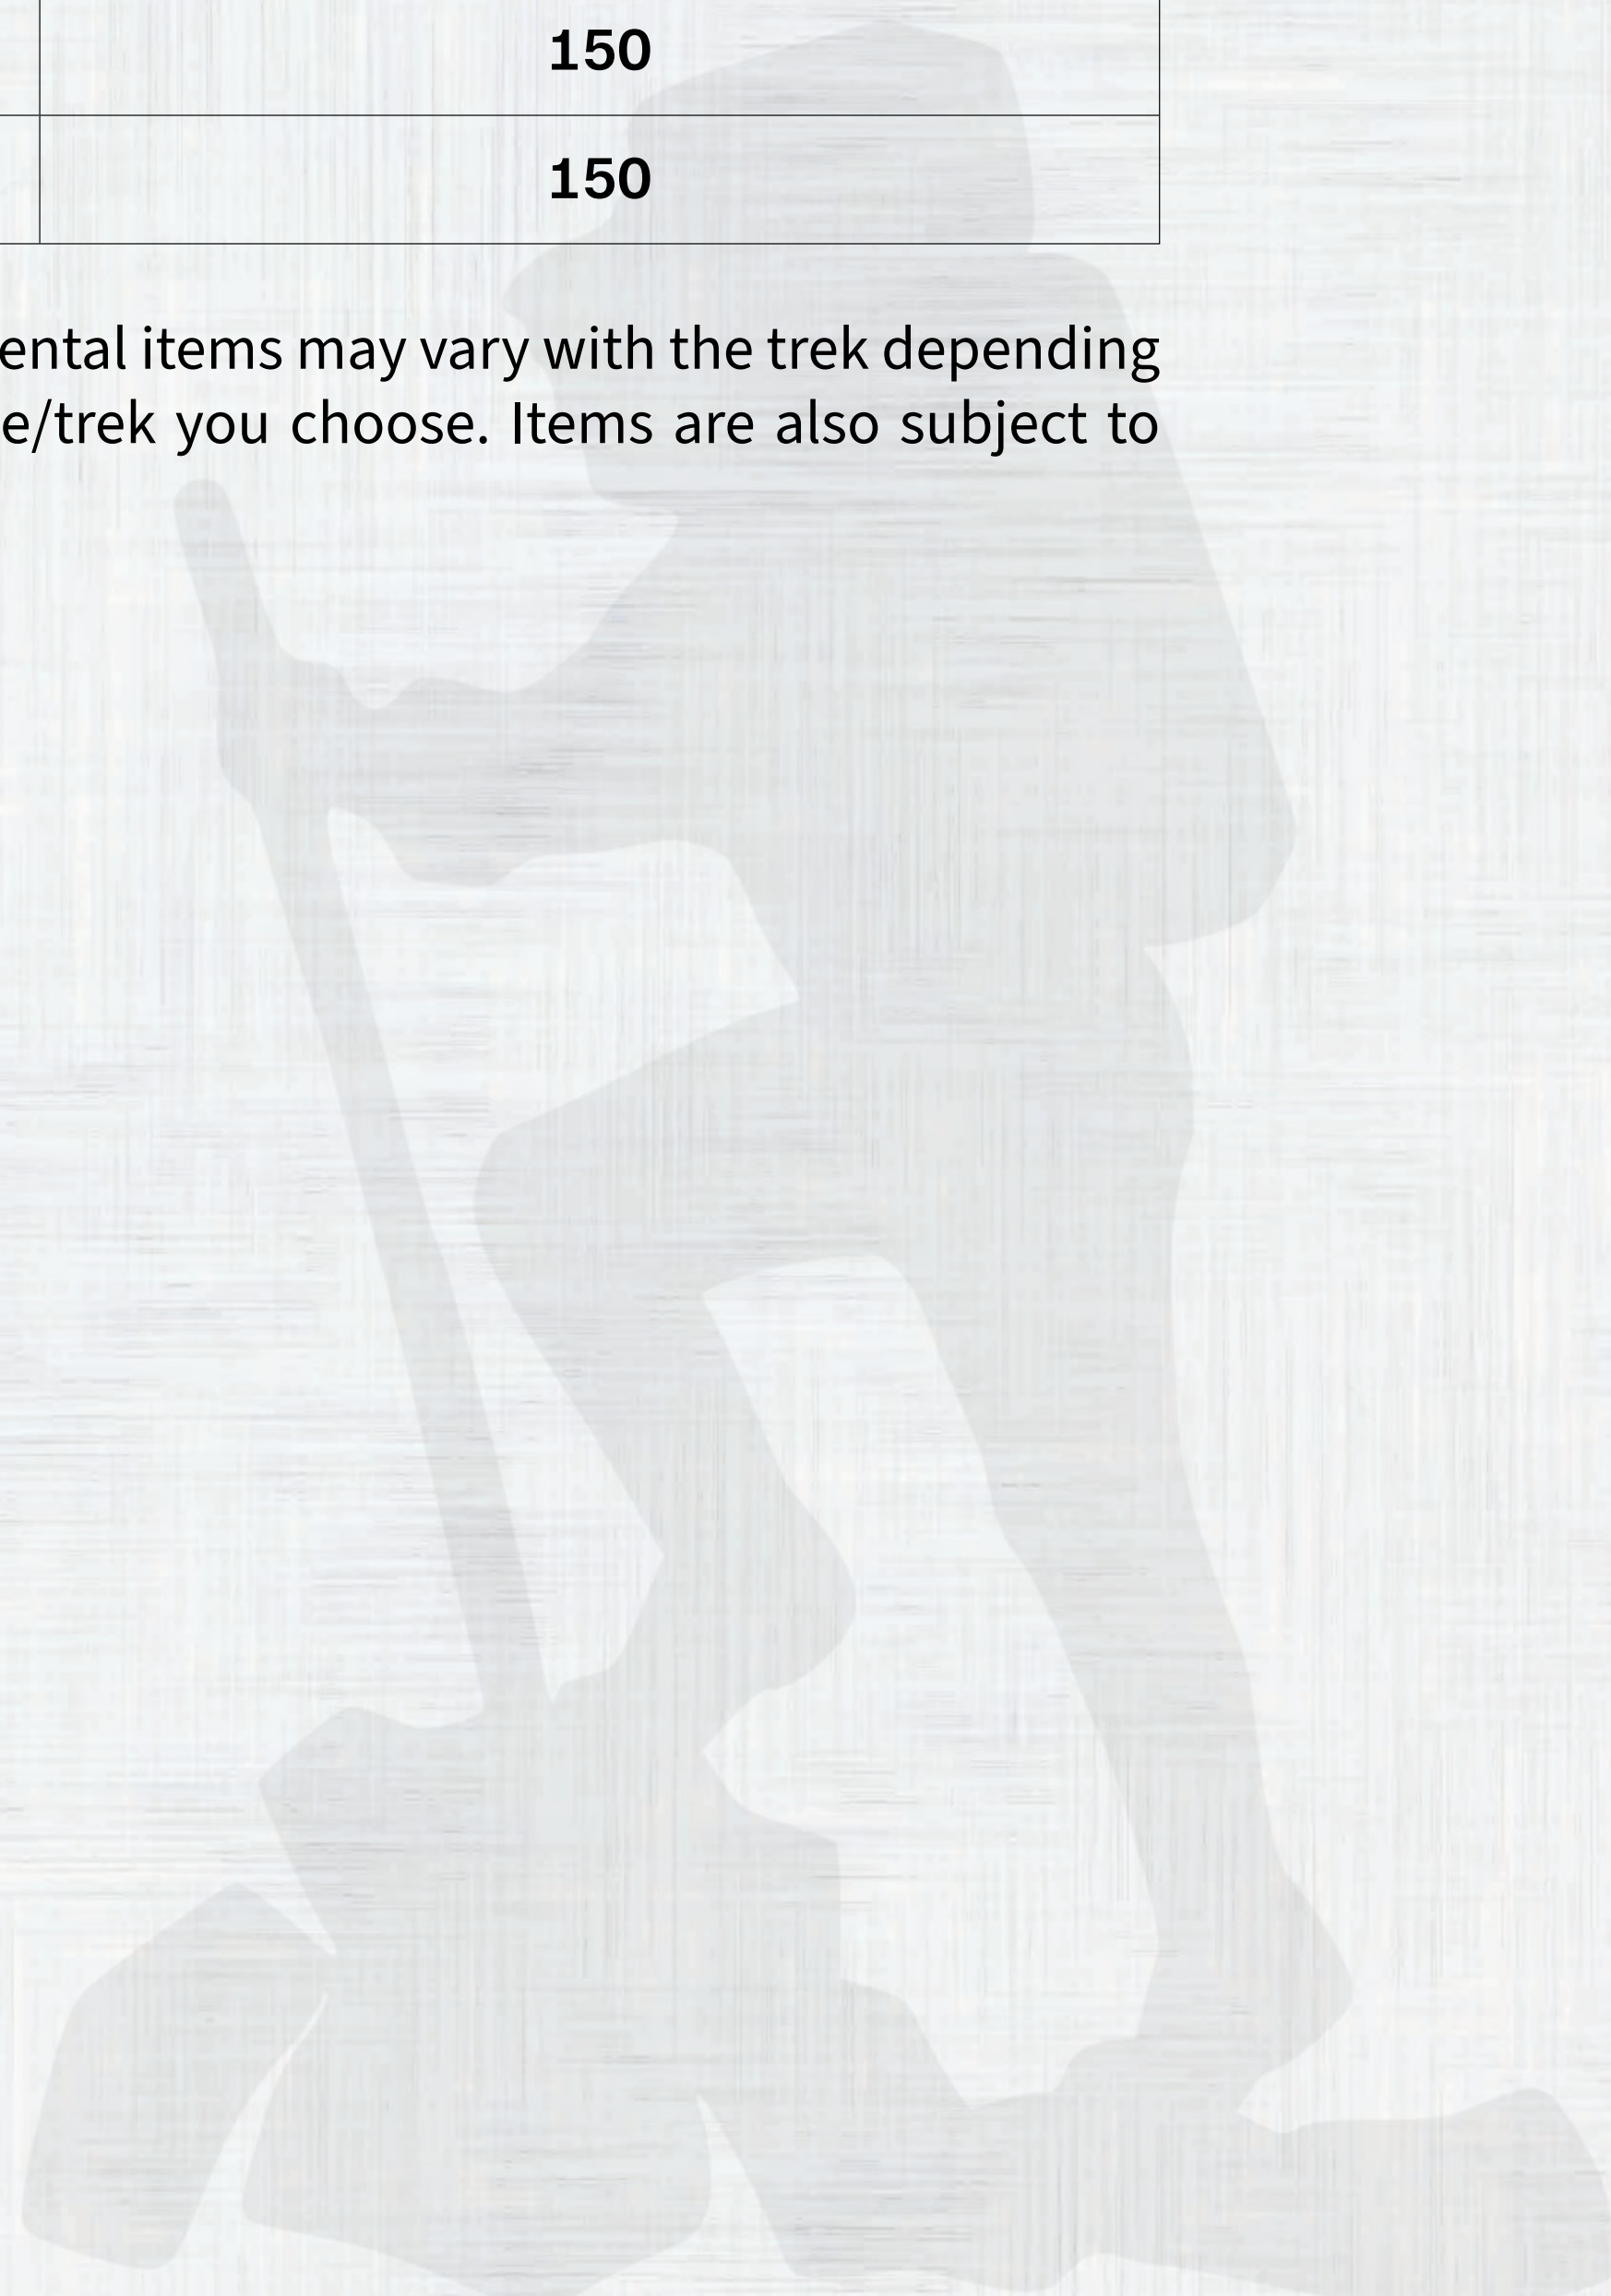 150
150
ental items may vary with the trek depending
e/trek you choose. Items are also subject to